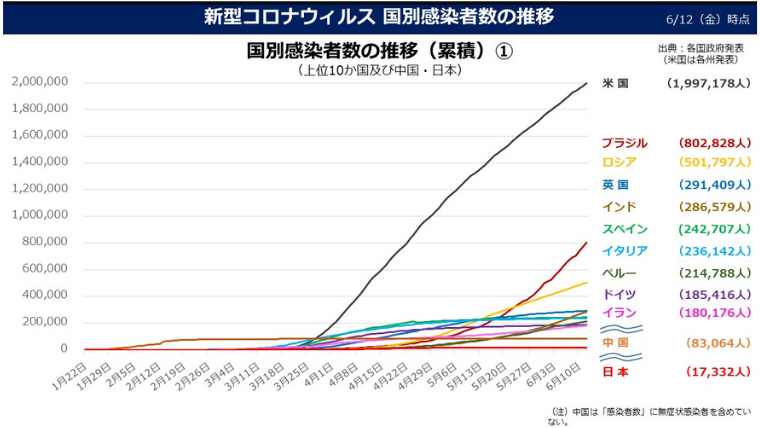 新型コロナウィルス 国別感染者数の推移
6/12（金）時点
国別感染者数の推移（累積）①
（上位10か国及び中国・日本）
出典：各国政府発表
（米国は各州発表）
2,000,000
1,800,000
1,600,000
1,400,000
1,200,000
1,000,000
800,000
600,000
400,000
200,000
0
1月22日
1月29日
2月5日
2月12日
2月19日
2月26日
3月4日
3月11日
3月18日
3月25日
4月1日
4月8日
4月15日
4月22日
4月29日
5月6日
5月13日
5月20日
5月27日
6月3日
6月10日
米 国 （1,997,178人）
ブラジル （802,828人）
ロシア （501,797人）
英 国 （291,409人）
インド （286,579人）
スペイン （242,707人）
イタリア （236,142人）
ペルー （214,788人）
ドイツ （185,416人）
イラン （180,176人）
中 国 （83,064人）
日 本 （17,332人）
（注）中国は「感染者数」に無症状感染者を含めてい
ない。